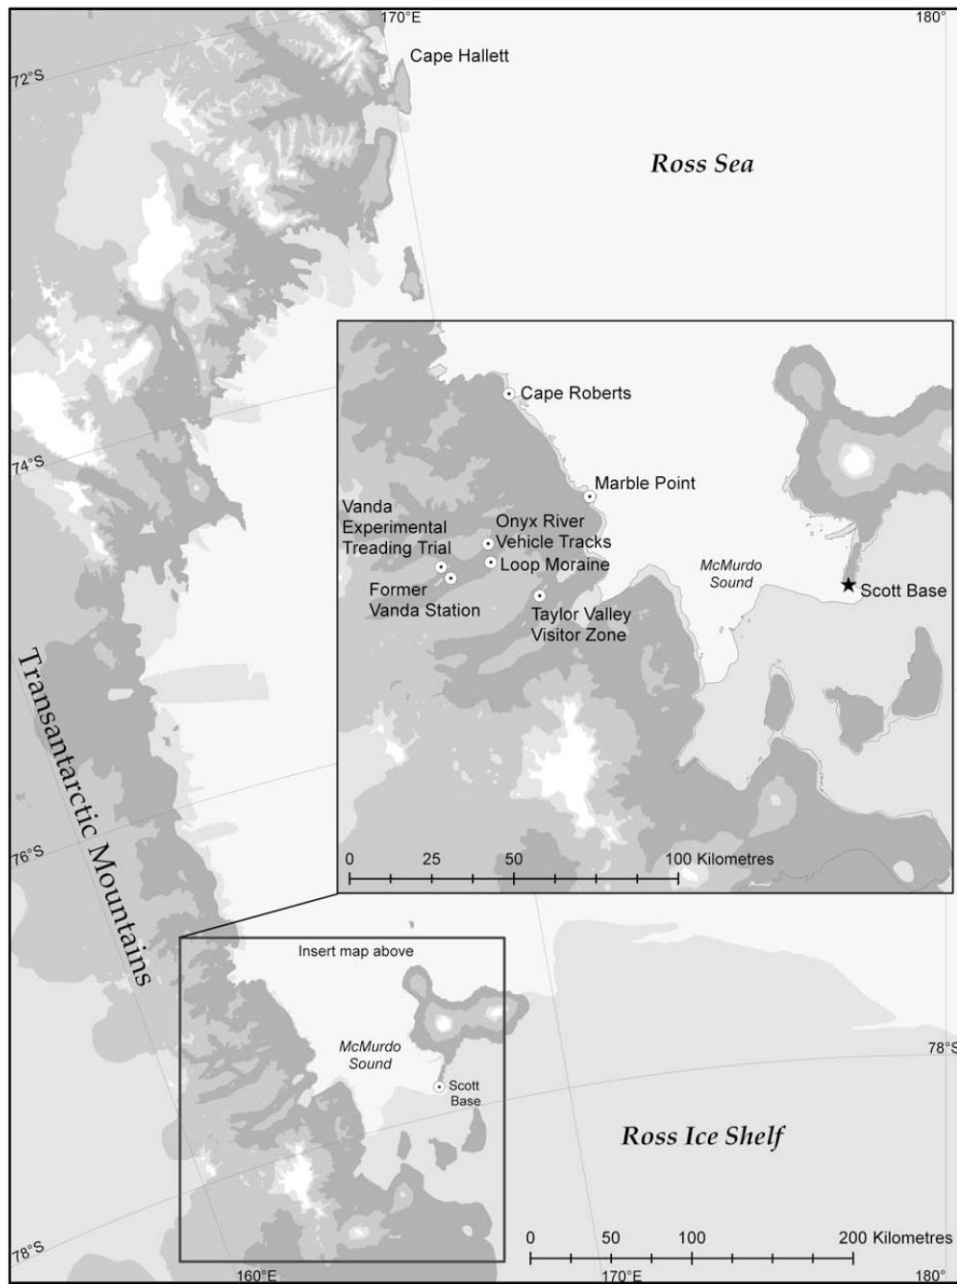 170°E
180°
72°S
Cape Hallett
Ross Sea
Cape Roberts
74°S
Marble Point
Vanda
Experimental
Treading Trial
Onyx River
Vehicle Tracks
Loop Moraine
McMurdo
Sound
Scott Base
Former
Vanda Station
Taylor Valley
Visitor Zone
Transantarctic Mountains
76°S
0 25 50 100 Kilometres
Insert map above
McMurdo
Sound
Scott
Base
78°S
Ross Ice Shelf
0 50 100 200 Kilometres
78°S
160°E
170°E
180°